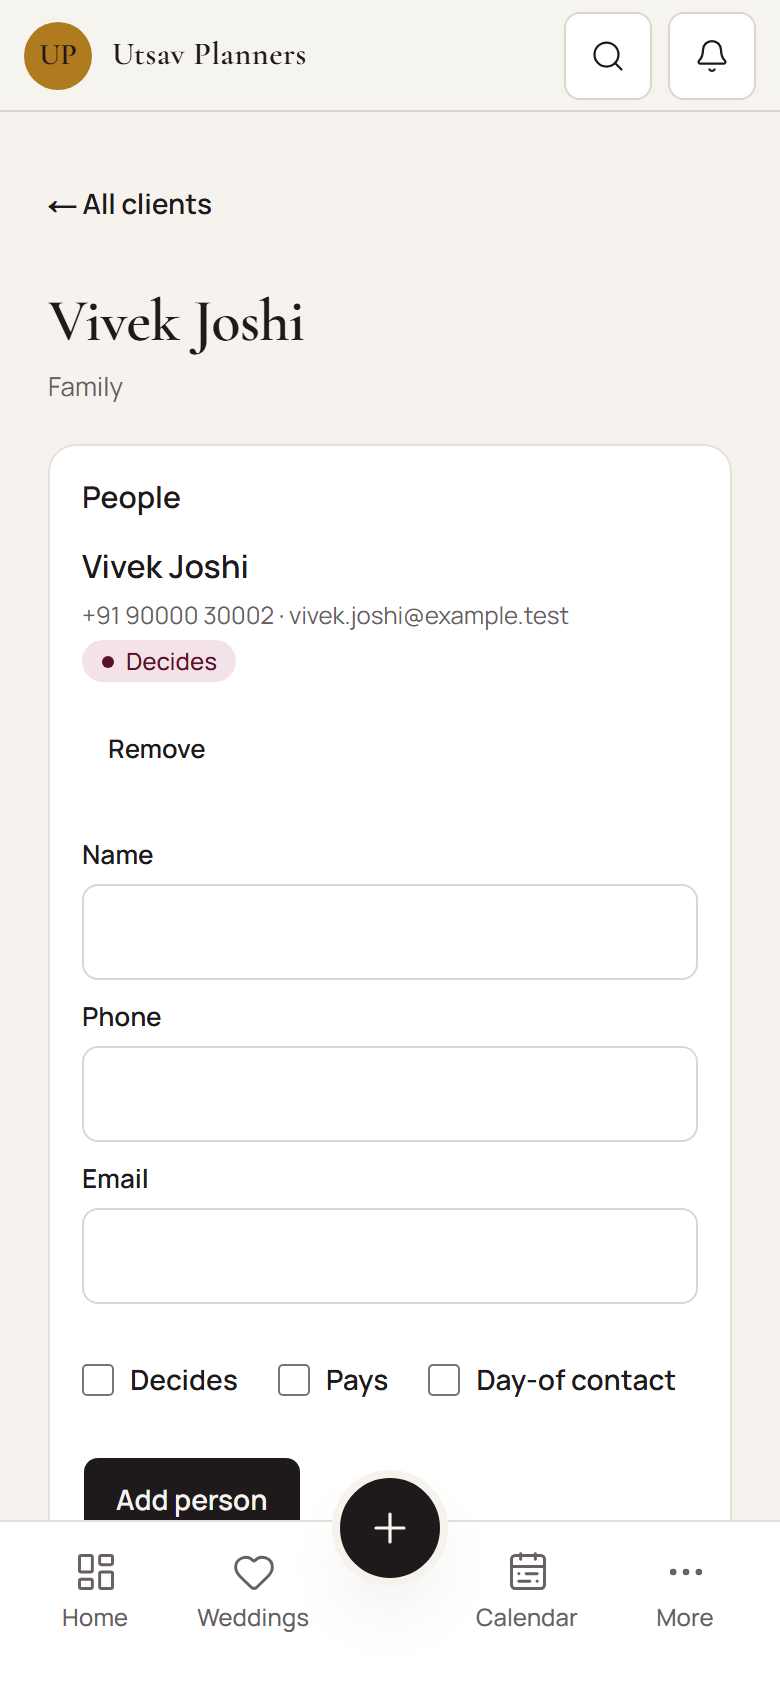 UP Utsav Planners
← All clients
Vivek Joshi
Family
People
Vivek Joshi
+91 90000 30002 · vivek.joshi@example.test
Decides
Remove
Name
Phone
Email
Decides Pays Day-of contact
Add person
Home Weddings Calendar More